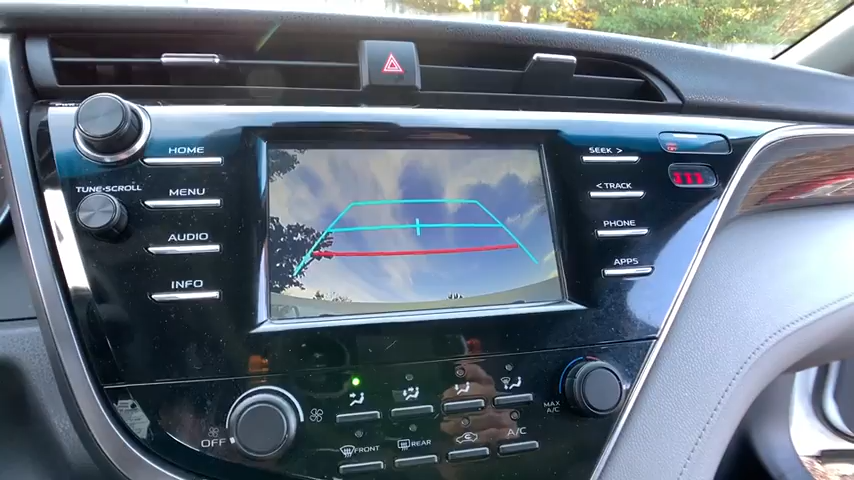 HOME
SEEK >
TUNE•SCROLL
MENU
< TRACK
AUDIO
PHONE
INFO
APPS
OFF
MAX
A/C
FRONT
REAR
A/C